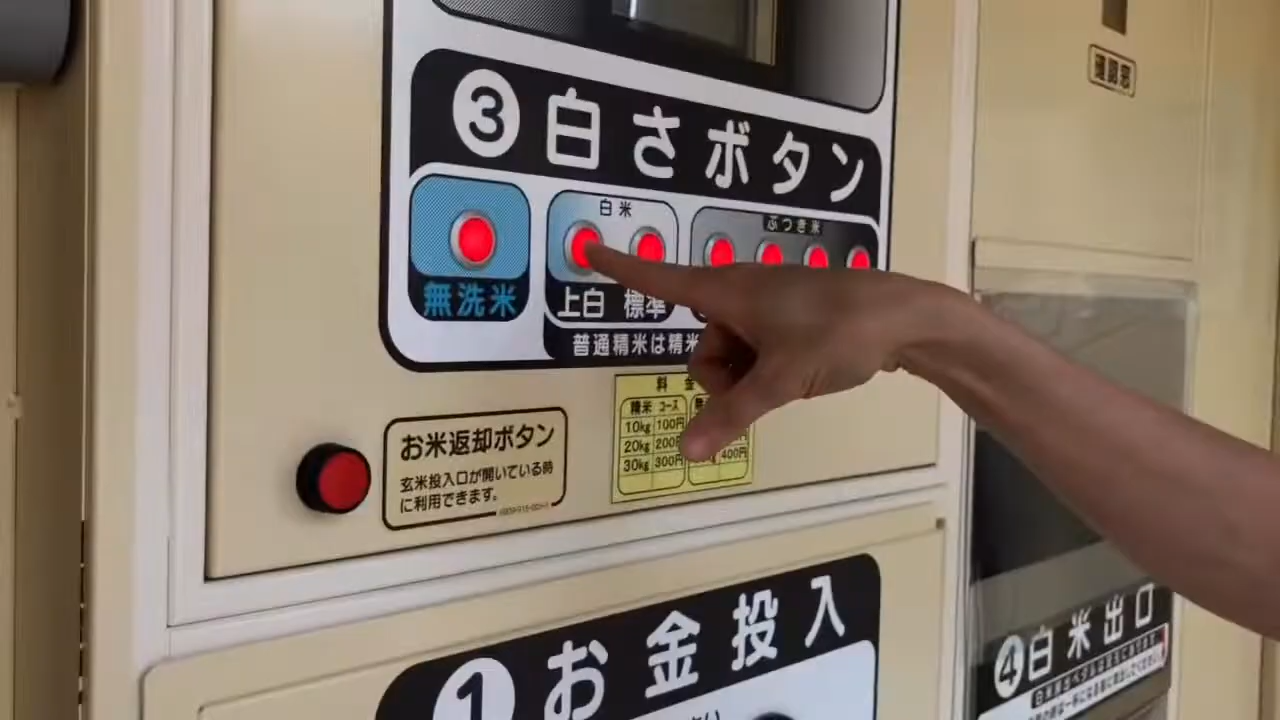 確認窓
③白さボタン
白米
ぶつき米
無洗米
上白 標準
普通精米は精米
料金
精米コース
10kg 100円
20kg 200円
30kg 300円
400円
お米返却ボタン
玄米投入口が開いている時
に利用できます。
①お金投入
④白米出口